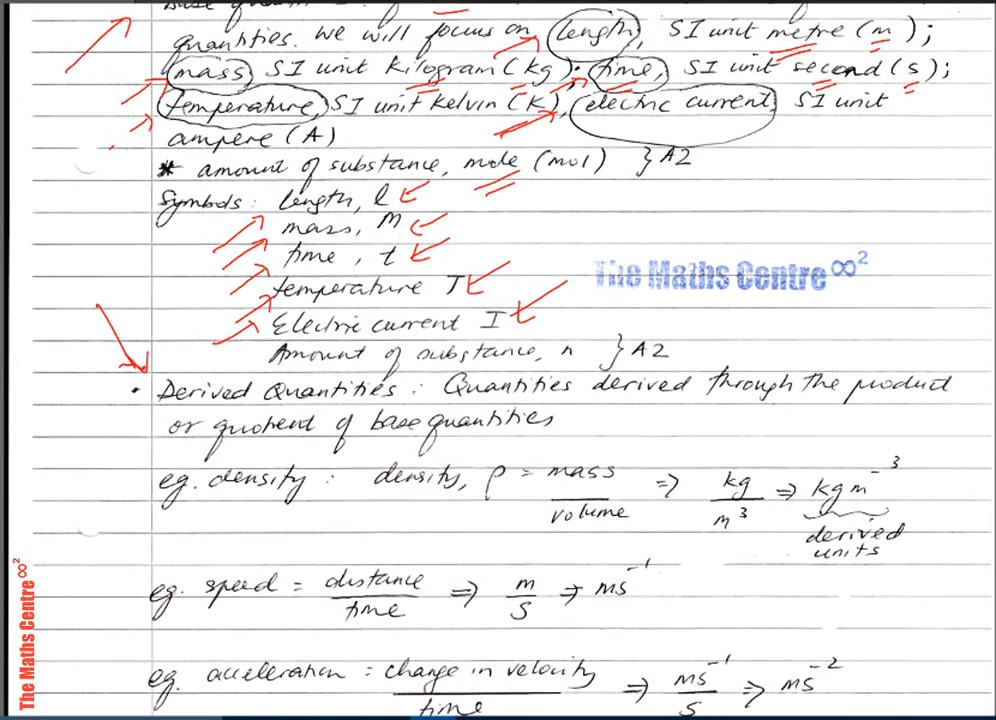 quantities. We will focus on length, SI unit metre (m);
mass, SI unit kilogram (kg); time, SI unit second (s);
temperature, SI unit kelvin (K), electric current, SI unit
ampere (A)
* amount of substance, mole (mol) } A2
Symbols: length, l
mass, m
time, t
temperature T
Electric current I
Amount of substance, n } A2
The Maths Centre ∞²
• Derived Quantities: Quantities derived through the product
or quotient of base quantities
eg. density: density, ρ = mass/volume => kg/m³ => kgm⁻³
derived
units
eg. speed = distance/time => m/s => ms⁻¹
eg. acceleration = change in velocity/time => ms⁻¹/s => ms⁻²
The Maths Centre ∞²